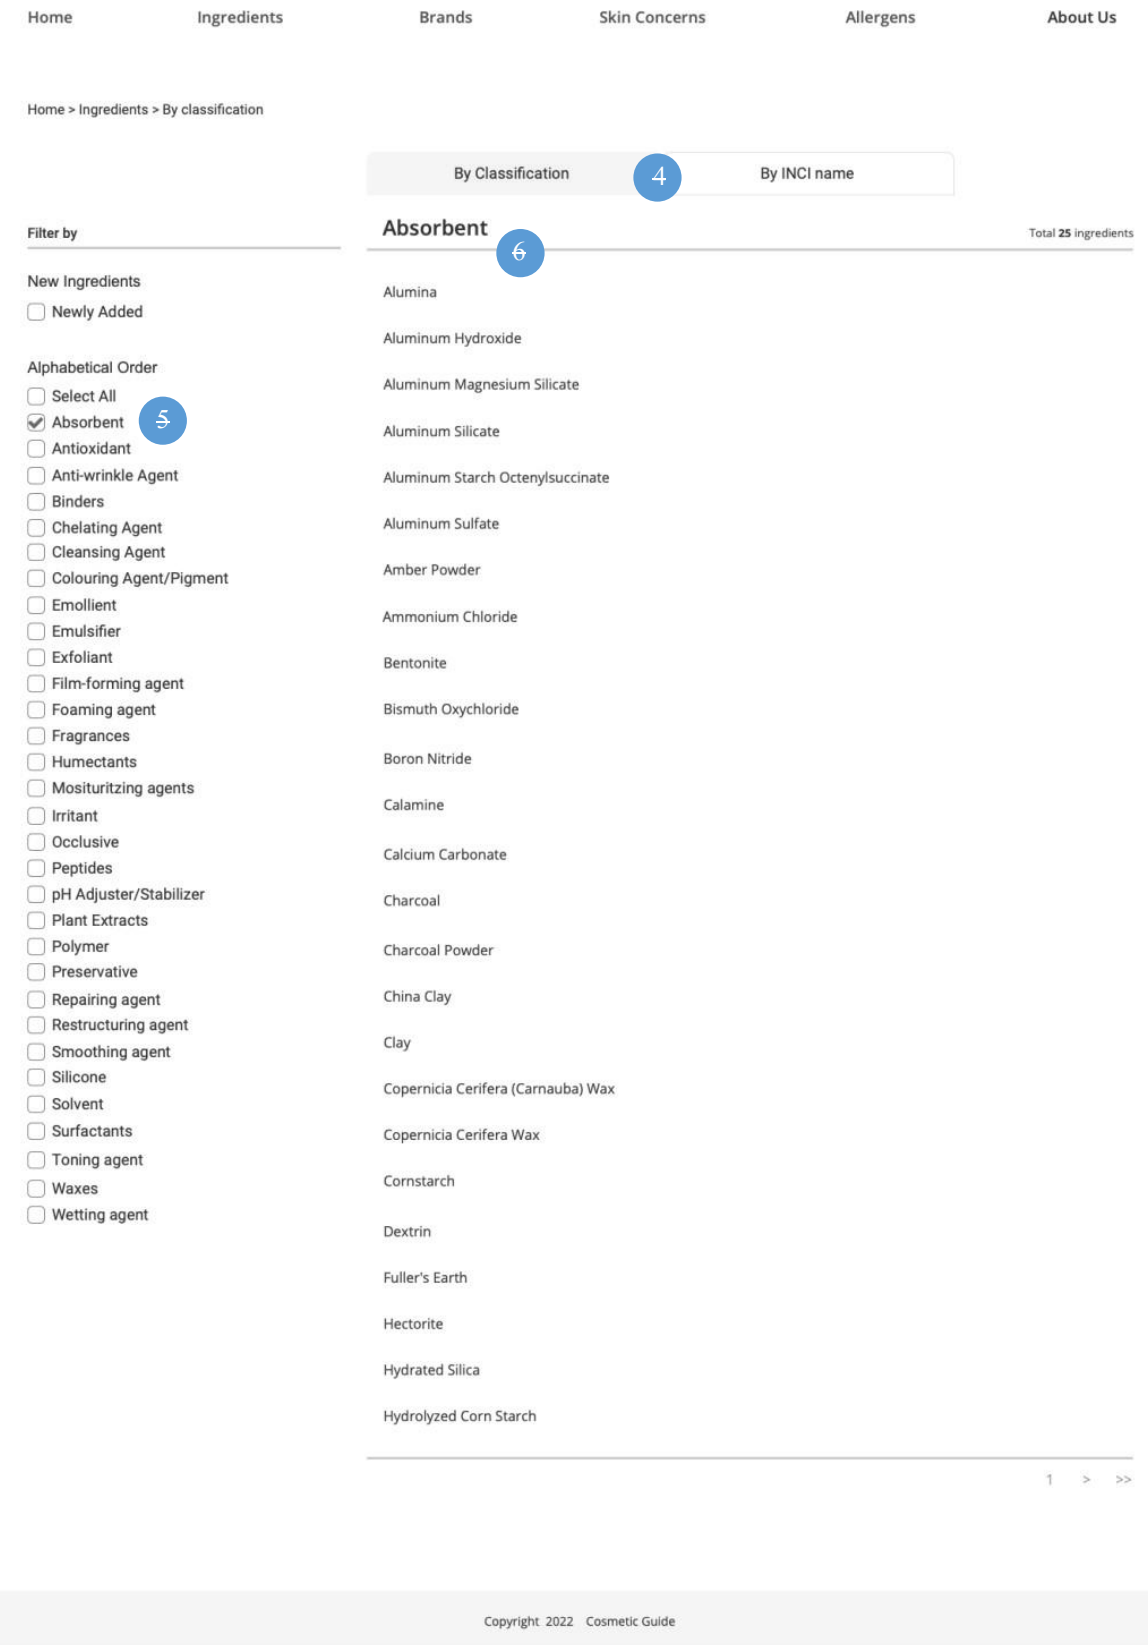 Home Ingredients Brands Skin Concerns Allergens About Us
Home > Ingredients > By classification
By Classification 4 By INCI name
Filter by
New Ingredients
Newly Added
Alphabetical Order
Select All
Absorbent 5
Antioxidant
Anti-wrinkle Agent
Binders
Chelating Agent
Cleansing Agent
Colouring Agent/Pigment
Emollient
Emulsifier
Exfoliant
Film-forming agent
Foaming agent
Fragrances
Humectants
Mosituritzing agents
Irritant
Occlusive
Peptides
pH Adjuster/Stabilizer
Plant Extracts
Polymer
Preservative
Repairing agent
Restructuring agent
Smoothing agent
Silicone
Solvent
Surfactants
Toning agent
Waxes
Wetting agent
Absorbent 6 Total 25 ingredients
Alumina
Aluminum Hydroxide
Aluminum Magnesium Silicate
Aluminum Silicate
Aluminum Starch Octenylsuccinate
Aluminum Sulfate
Amber Powder
Ammonium Chloride
Bentonite
Bismuth Oxychloride
Boron Nitride
Calamine
Calcium Carbonate
Charcoal
Charcoal Powder
China Clay
Clay
Copernicia Cerifera (Carnauba) Wax
Copernicia Cerifera Wax
Cornstarch
Dextrin
Fuller's Earth
Hectorite
Hydrated Silica
Hydrolyzed Corn Starch
1 > >>
Copyright 2022 Cosmetic Guide